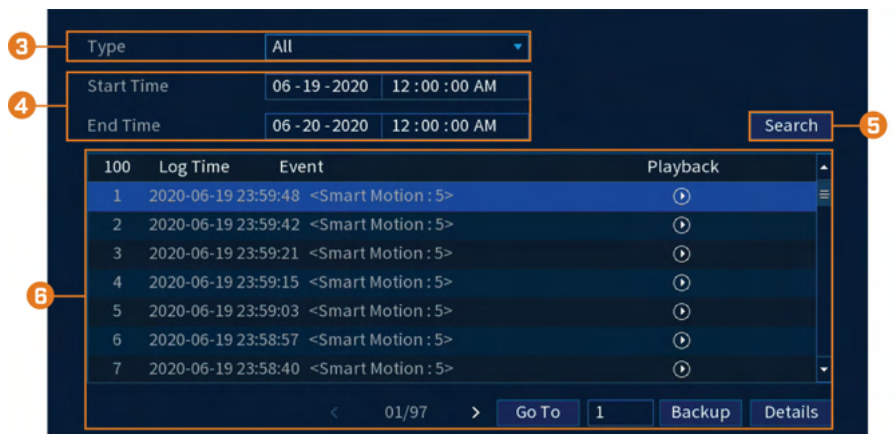 3 Type All
4 Start Time 06 - 19 - 2020 12 : 00 : 00 AM
End Time 06 - 20 - 2020 12 : 00 : 00 AM
Search 5
6
100 Log Time Event Playback
1 2020-06-19 23:59:48 <Smart Motion : 5>
2 2020-06-19 23:59:42 <Smart Motion : 5>
3 2020-06-19 23:59:21 <Smart Motion : 5>
4 2020-06-19 23:59:15 <Smart Motion : 5>
5 2020-06-19 23:59:03 <Smart Motion : 5>
6 2020-06-19 23:58:57 <Smart Motion : 5>
7 2020-06-19 23:58:40 <Smart Motion : 5>
< 01/97 > Go To 1 Backup Details